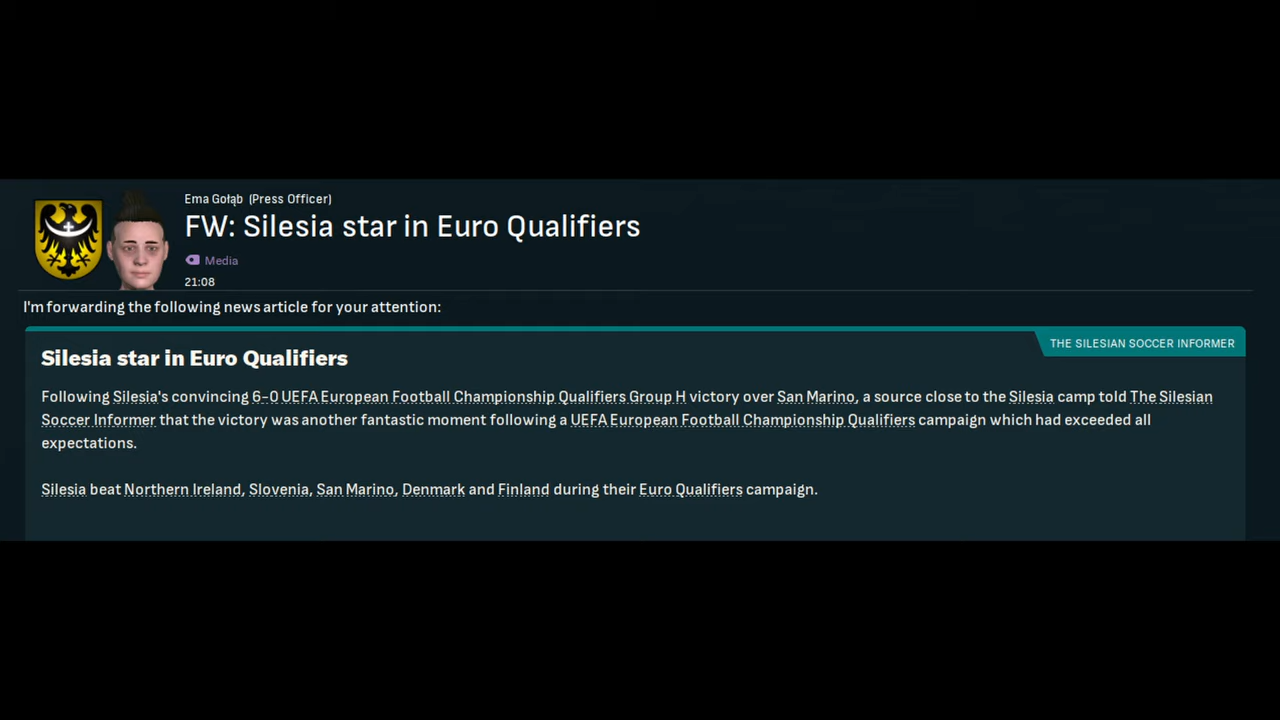 Ema Gołąb (Press Officer)
FW: Silesia star in Euro Qualifiers
Media
21:08
I'm forwarding the following news article for your attention:
THE SILESIAN SOCCER INFORMER
Silesia star in Euro Qualifiers
Following Silesia's convincing 6-0 UEFA European Football Championship Qualifiers Group H victory over San Marino, a source close to the Silesia camp told The Silesian
Soccer Informer that the victory was another fantastic moment following a UEFA European Football Championship Qualifiers campaign which had exceeded all
expectations.
Silesia beat Northern Ireland, Slovenia, San Marino, Denmark and Finland during their Euro Qualifiers campaign.